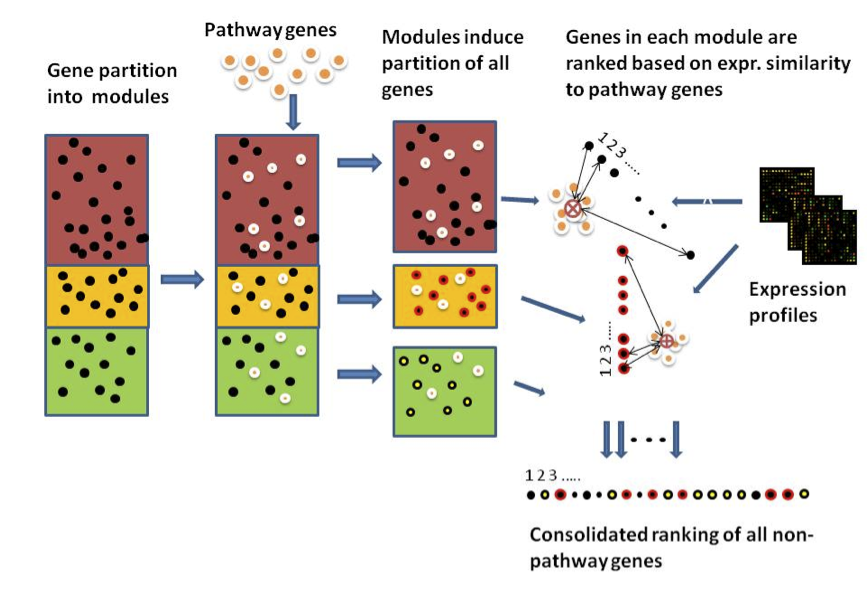 Pathway genes
Gene partition
into modules
Modules induce
partition of all
genes
Genes in each module are
ranked based on expr. similarity
to pathway genes
1 2 3 .....
Expression
profiles
1 2 3 .....
1 2 3 .....
Consolidated ranking of all non-
pathway genes